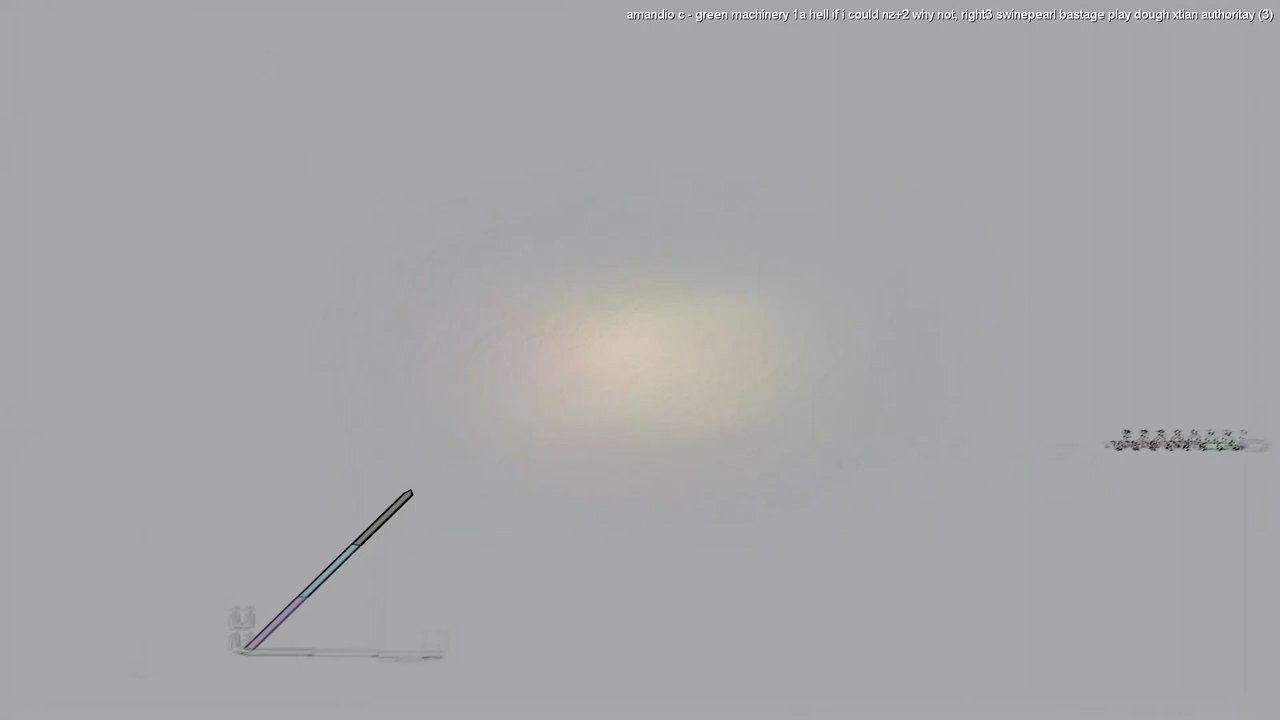 amandio c - green machinery 1a hell if i could nz+2 why not, right3 swinepearl bastage play dough xtian authoritay (3)